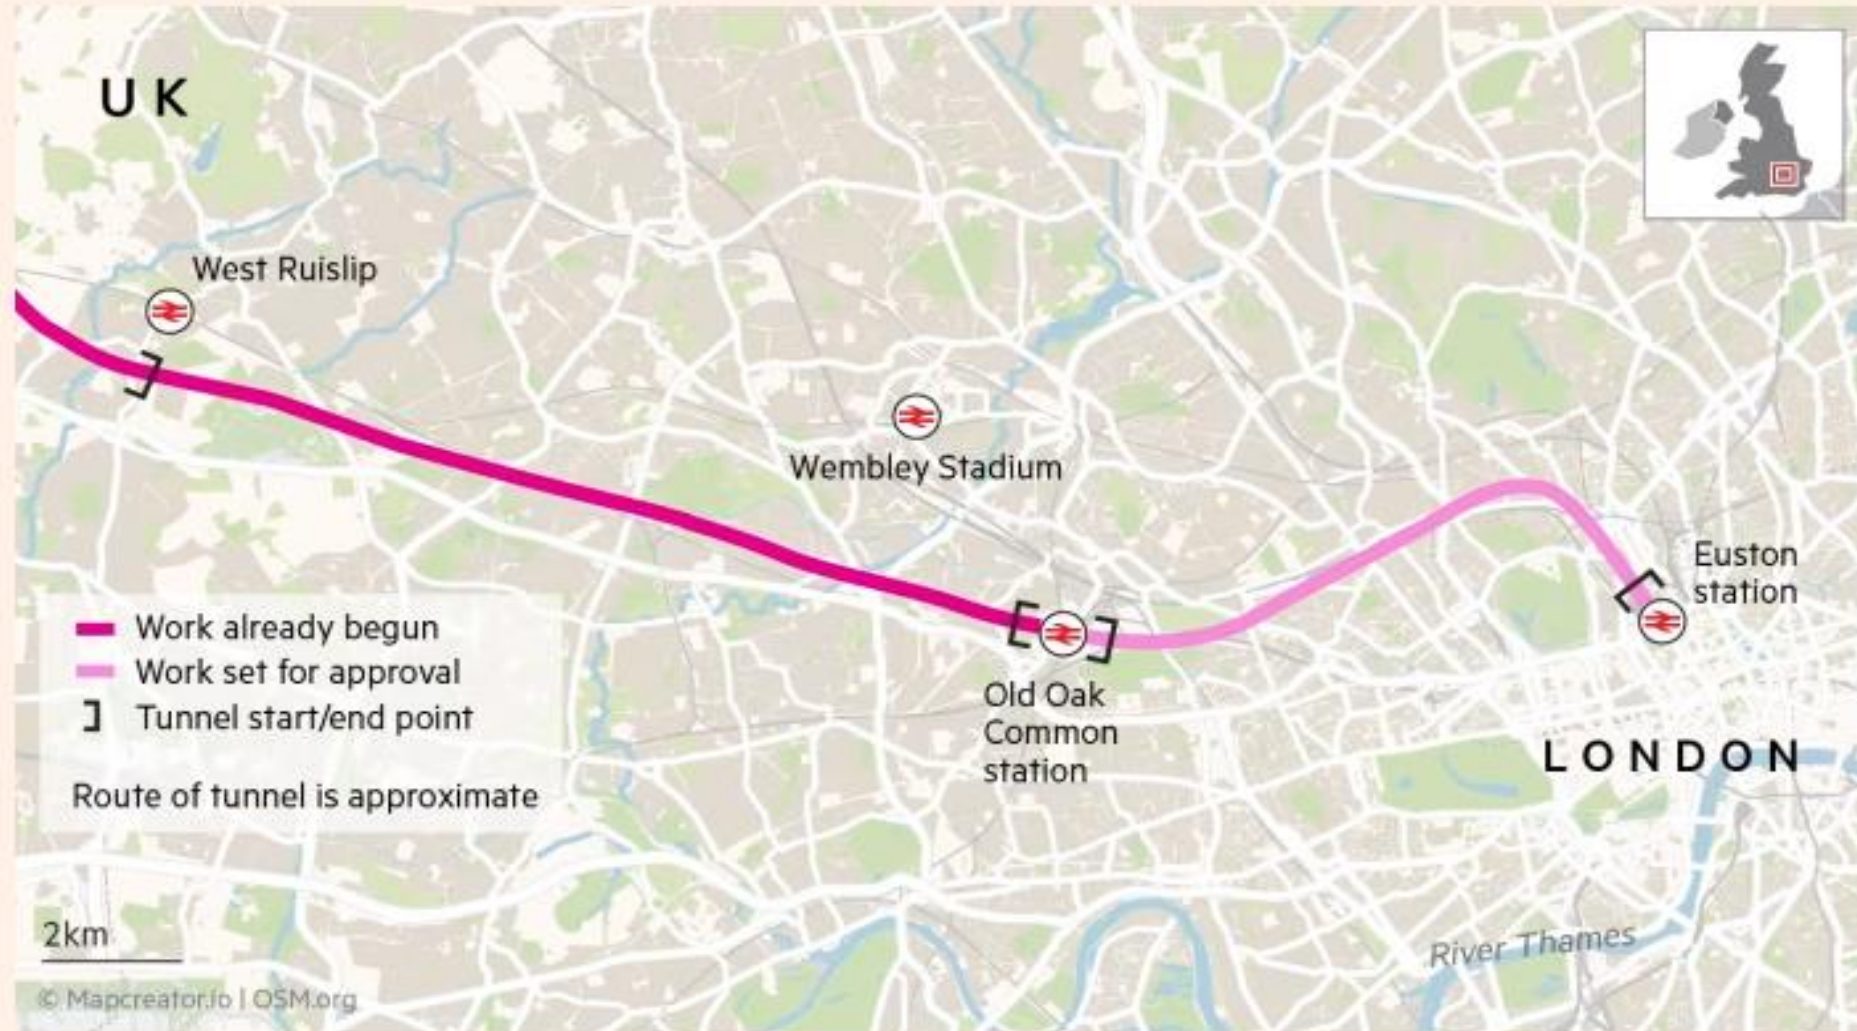 UK
West Ruislip
Wembley Stadium
Euston
station
Work already begun
Work set for approval
Tunnel start/end point
Route of tunnel is approximate
Old Oak
Common
station
LONDON
2km
River Thames
© Mapcreator.io | OSM.org